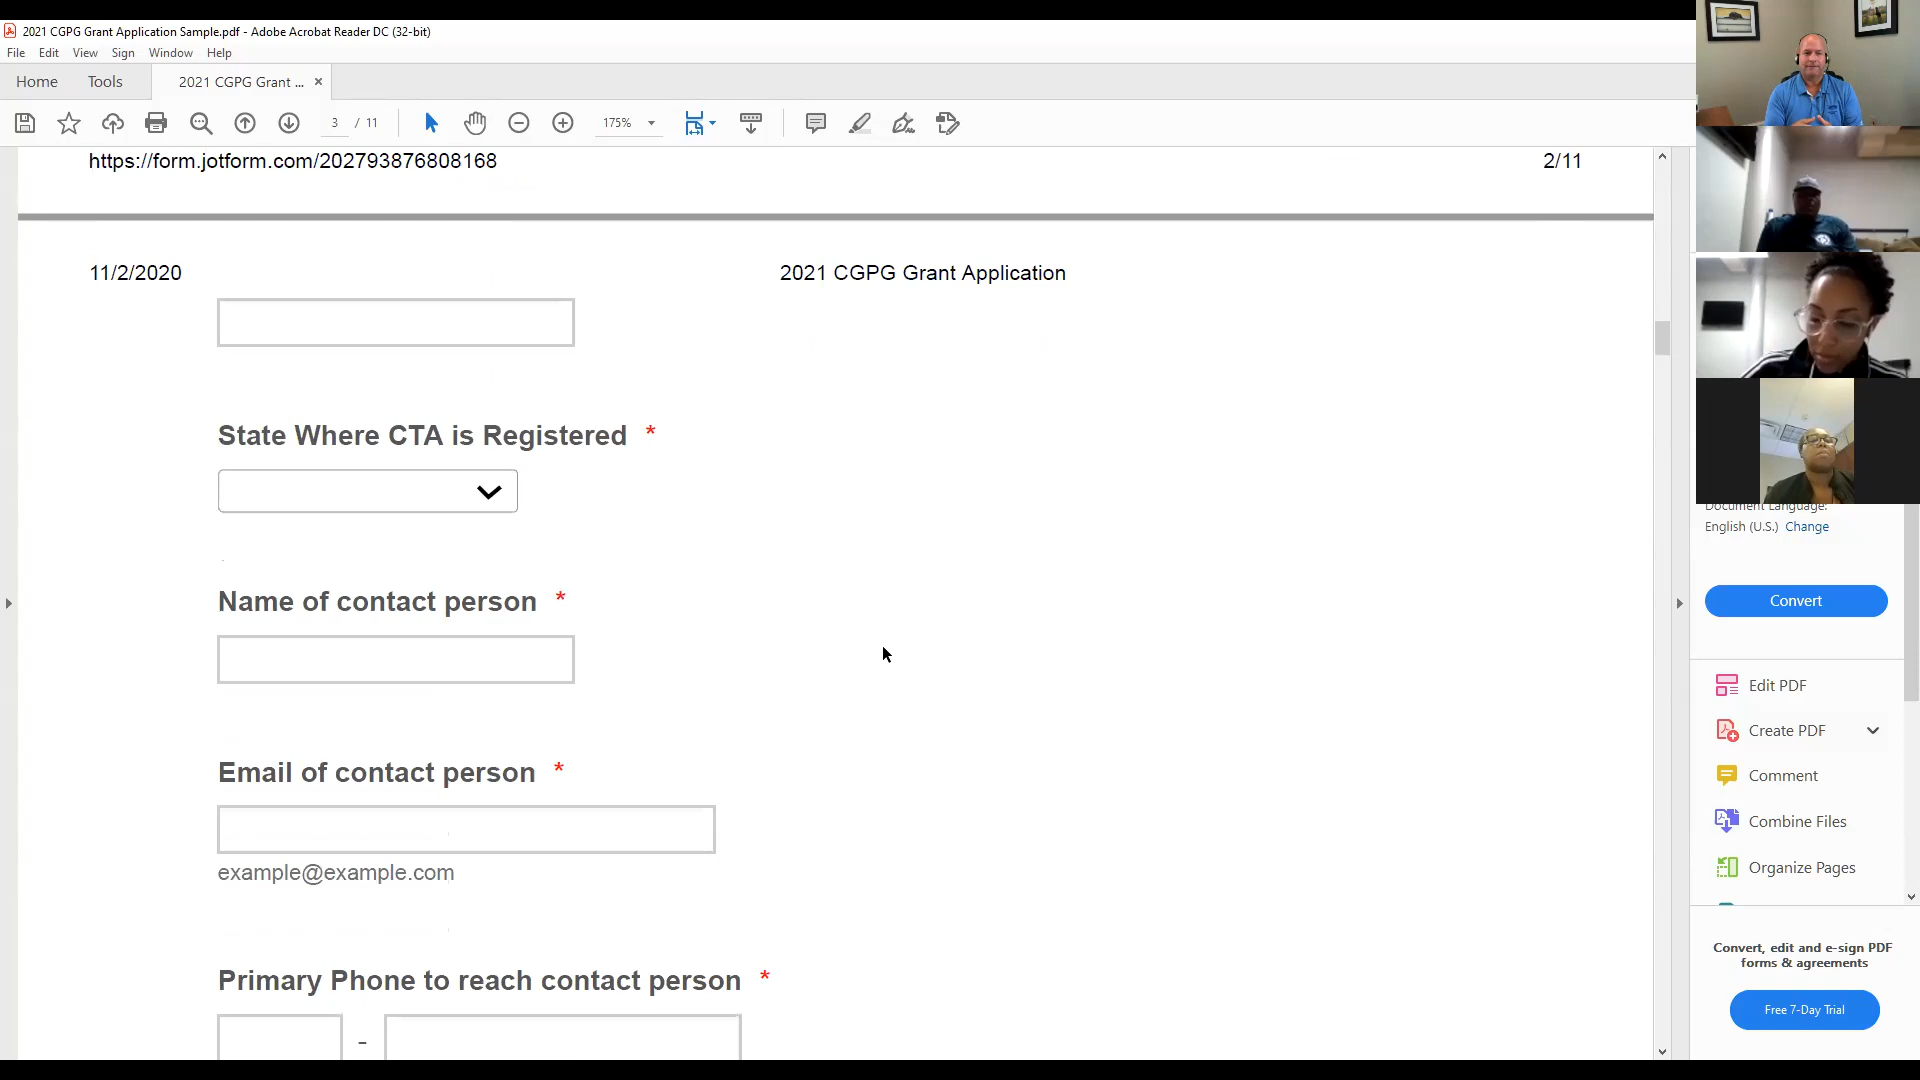 2021 CGPG Grant Application Sample.pdf - Adobe Acrobat Reader DC (32-bit)
File Edit View Sign Window Help
Home Tools 2021 CGPG Grant ... ×
3 / 11 175%
https://form.jotform.com/202793876808168 2/11
11/2/2020 2021 CGPG Grant Application
State Where CTA is Registered *
Name of contact person *
Email of contact person *
example@example.com
Primary Phone to reach contact person *
-
Document Language:
English (U.S.) Change
Convert
Edit PDF
Create PDF
Comment
Combine Files
Organize Pages
Convert, edit and e-sign PDF
forms & agreements
Free 7-Day Trial